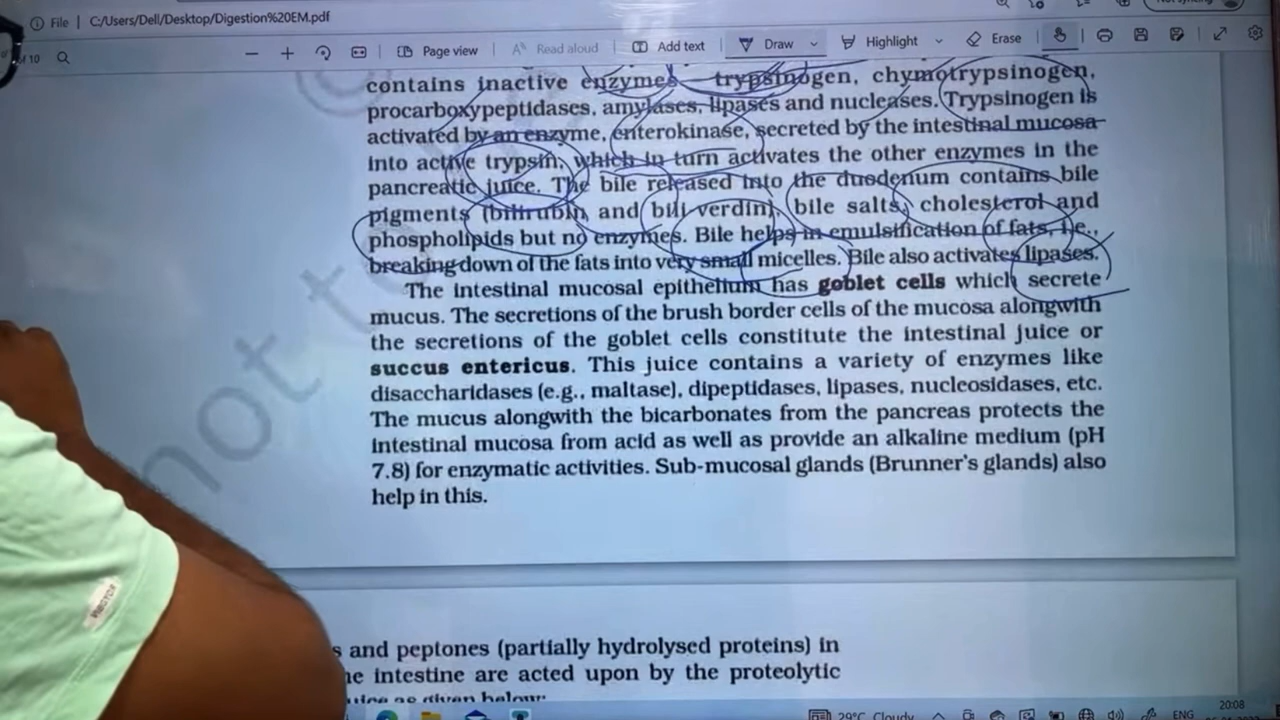 File | C:/Users/Dell/Desktop/Digestion%20EM.pdf
Page view | Read aloud | Add text | Draw Highlight Erase
contains inactive enzymes trypsinogen, chymotrypsinogen,
procarboxypeptidases, amylases, lipases and nucleases. Trypsinogen is
activated by an enzyme, enterokinase, secreted by the intestinal mucosa
into active trypsin, which in turn activates the other enzymes in the
pancreatic juice. The bile released into the duodenum contains bile
pigments (bilirubin and bili verdin), bile salts, cholesterol and
phospholipids but no enzymes. Bile helps in emulsification of fats, i.e.,
breaking down of the fats into very small micelles. Bile also activates lipases.
The intestinal mucosal epithelium has goblet cells which secrete
mucus. The secretions of the brush border cells of the mucosa alongwith
the secretions of the goblet cells constitute the intestinal juice or
succus entericus. This juice contains a variety of enzymes like
disaccharidases (e.g., maltase), dipeptidases, lipases, nucleosidases, etc.
The mucus alongwith the bicarbonates from the pancreas protects the
intestinal mucosa from acid as well as provide an alkaline medium (pH
7.8) for enzymatic activities. Sub-mucosal glands (Brunner's glands) also
help in this.
not t
and peptones (partially hydrolysed proteins) in
intestine are acted upon by the proteolytic
as given below:
29°C Cloudy ENG 20:08